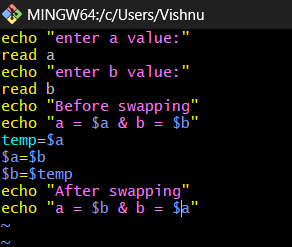 MINGW64:/c/Users/Vishnu
echo "enter a value:"
read a
echo "enter b value:"
read b
echo "Before swapping"
echo "a = $a & b = $b"
temp=$a
$a=$b
$b=$temp
echo "After swapping"
echo "a = $b & b = $a"
~
~